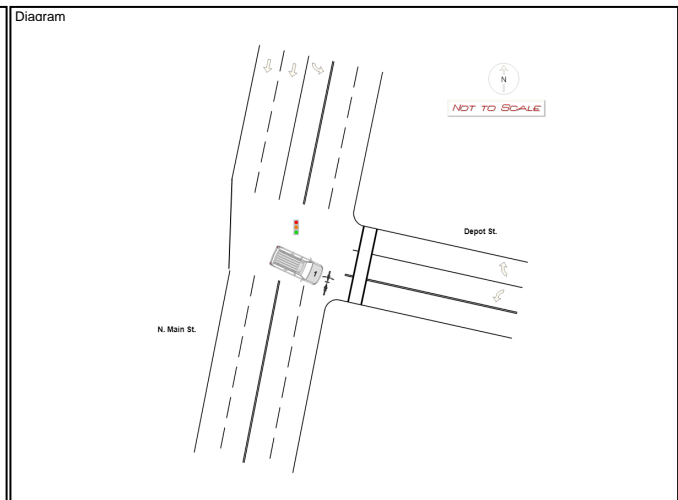 Diagram
N
NOT TO SCALE
Depot St.
1
N. Main St.